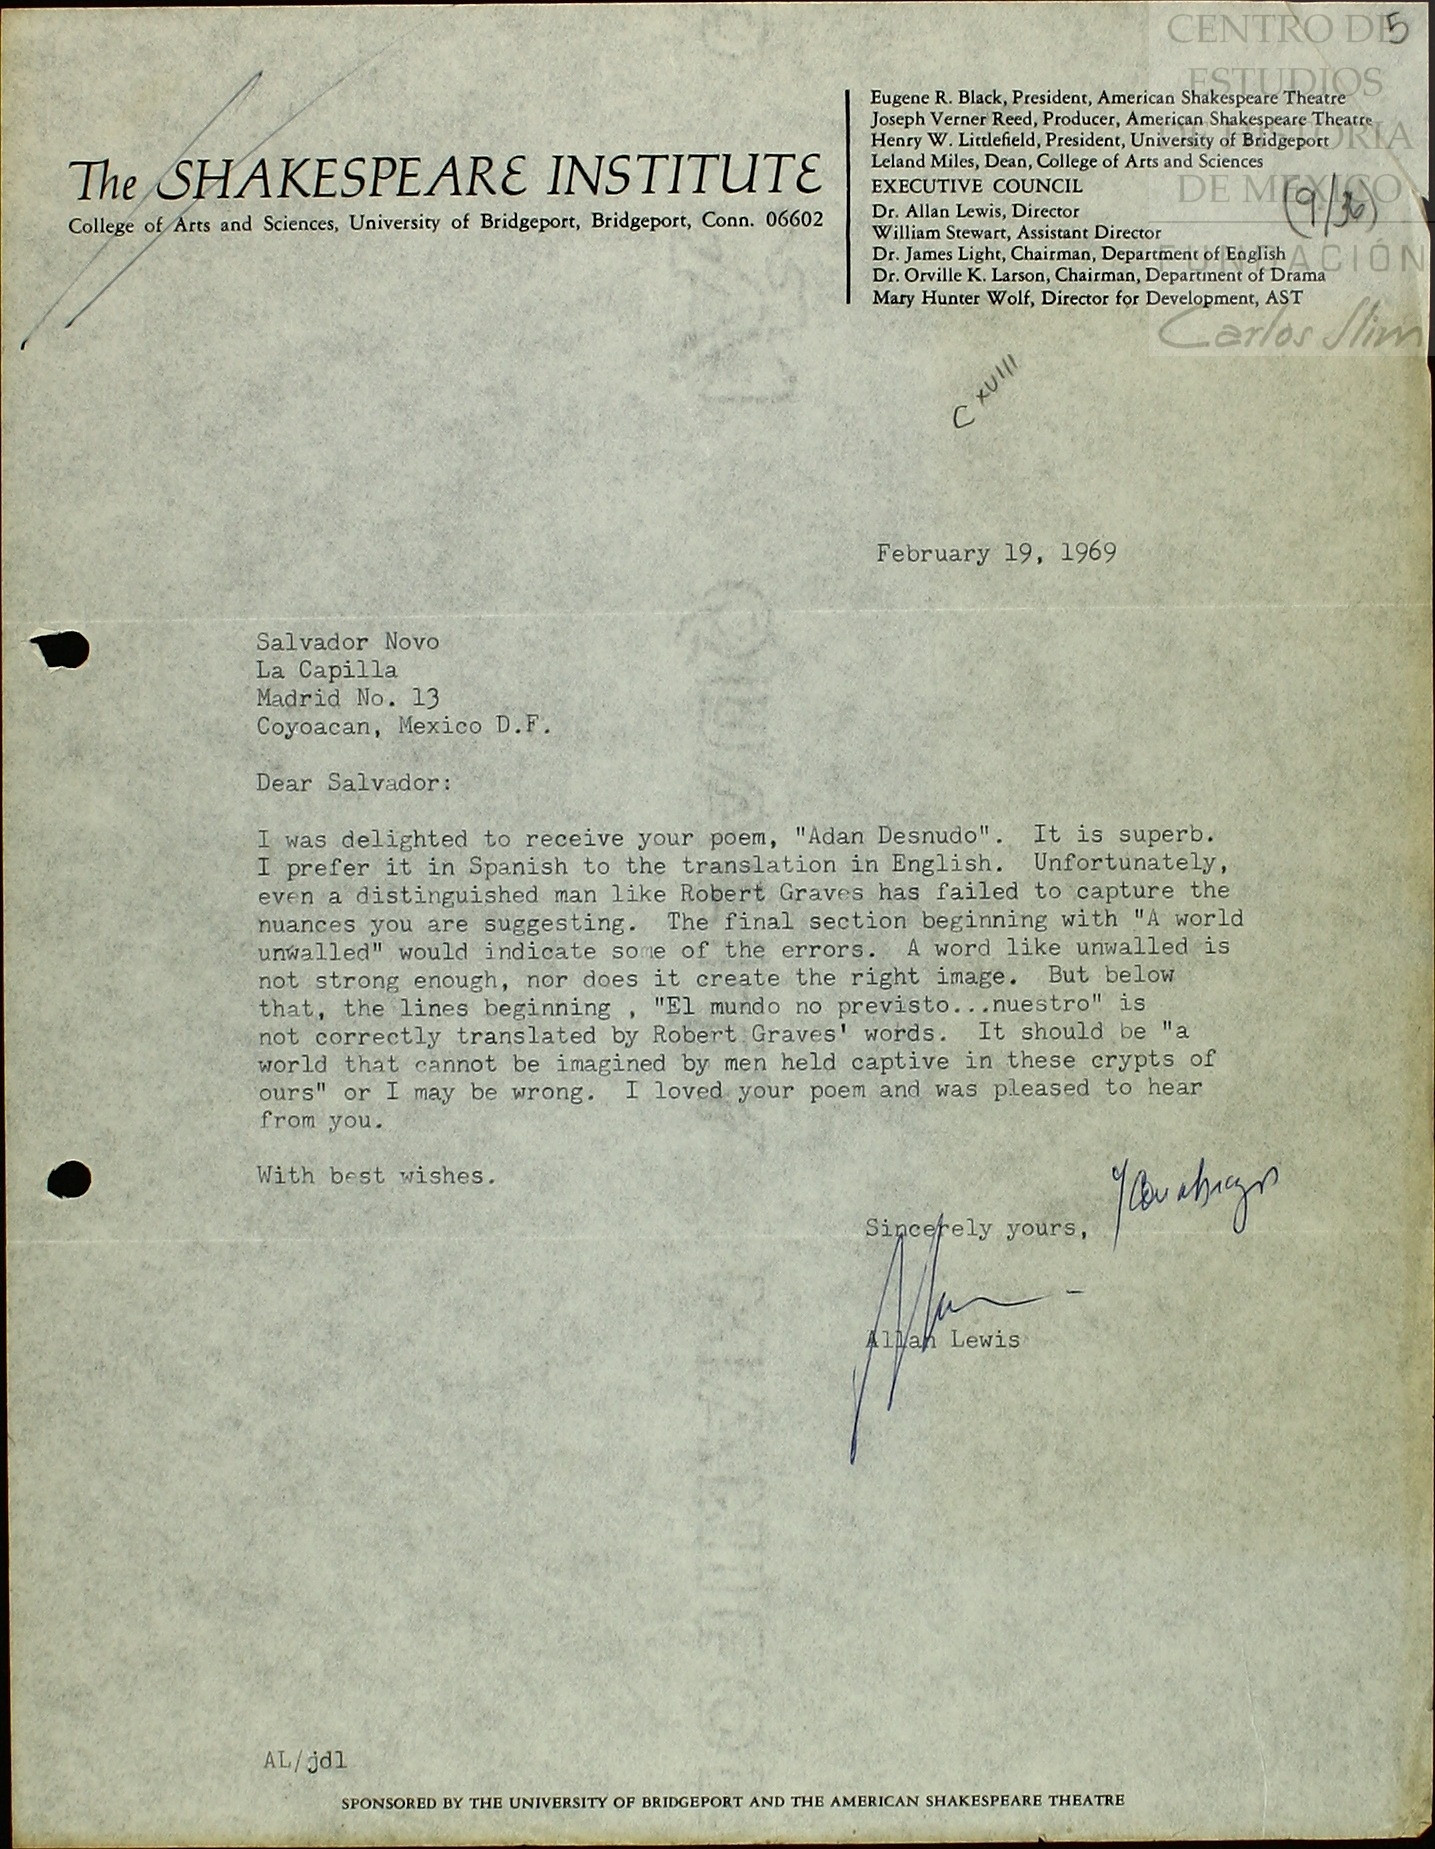 CENTRO DE
ESTUDIOS
DE HISTORIA
DE MEXICO
FUNDACIÓN
Carlos Slim
5
(9/36)
The SHAKESPEARE INSTITUTE
College of Arts and Sciences, University of Bridgeport, Bridgeport, Conn. 06602
Eugene R. Black, President, American Shakespeare Theatre
Joseph Verner Reed, Producer, American Shakespeare Theatre
Henry W. Littlefield, President, University of Bridgeport
Leland Miles, Dean, College of Arts and Sciences
EXECUTIVE COUNCIL
Dr. Allan Lewis, Director
William Stewart, Assistant Director
Dr. James Light, Chairman, Department of English
Dr. Orville K. Larson, Chairman, Department of Drama
Mary Hunter Wolf, Director for Development, AST
C XVIII
February 19, 1969
Salvador Novo
La Capilla
Madrid No. 13
Coyoacan, Mexico D.F.
Dear Salvador:
I was delighted to receive your poem, "Adan Desnudo". It is superb.
I prefer it in Spanish to the translation in English. Unfortunately,
even a distinguished man like Robert Graves has failed to capture the
nuances you are suggesting. The final section beginning with "A world
unwalled" would indicate some of the errors. A word like unwalled is
not strong enough, nor does it create the right image. But below
that, the lines beginning , "El mundo no previsto...nuestro" is
not correctly translated by Robert Graves' words. It should be "a
world that cannot be imagined by men held captive in these crypts of
ours" or I may be wrong. I loved your poem and was pleased to hear
from you.
With best wishes.
Sincerely yours,
Allan Lewis
AL/jdl
SPONSORED BY THE UNIVERSITY OF BRIDGEPORT AND THE AMERICAN SHAKESPEARE THEATRE